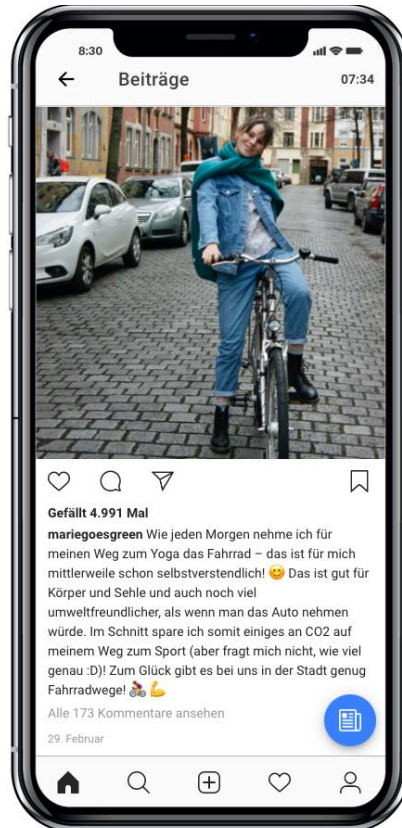 8:30
Beiträge
07:34
Gefällt 4.991 Mal
mariegoesgreen Wie jeden Morgen nehme ich für
meinen Weg zum Yoga das Fahrrad – das ist für mich
mittlerweile schon selbstverstendlich! 😊 Das ist gut für
Körper und Sehle und auch noch viel
umweltfreundlicher, als wenn man das Auto nehmen
würde. Im Schnitt spare ich somit einiges an CO2 auf
meinem Weg zum Sport (aber fragt mich nicht, wie viel
genau :D)! Zum Glück gibt es bei uns in der Stadt genug
Fahrradwege! 🚴🏽‍♀️ 💪
Alle 173 Kommentare ansehen
29. Februar